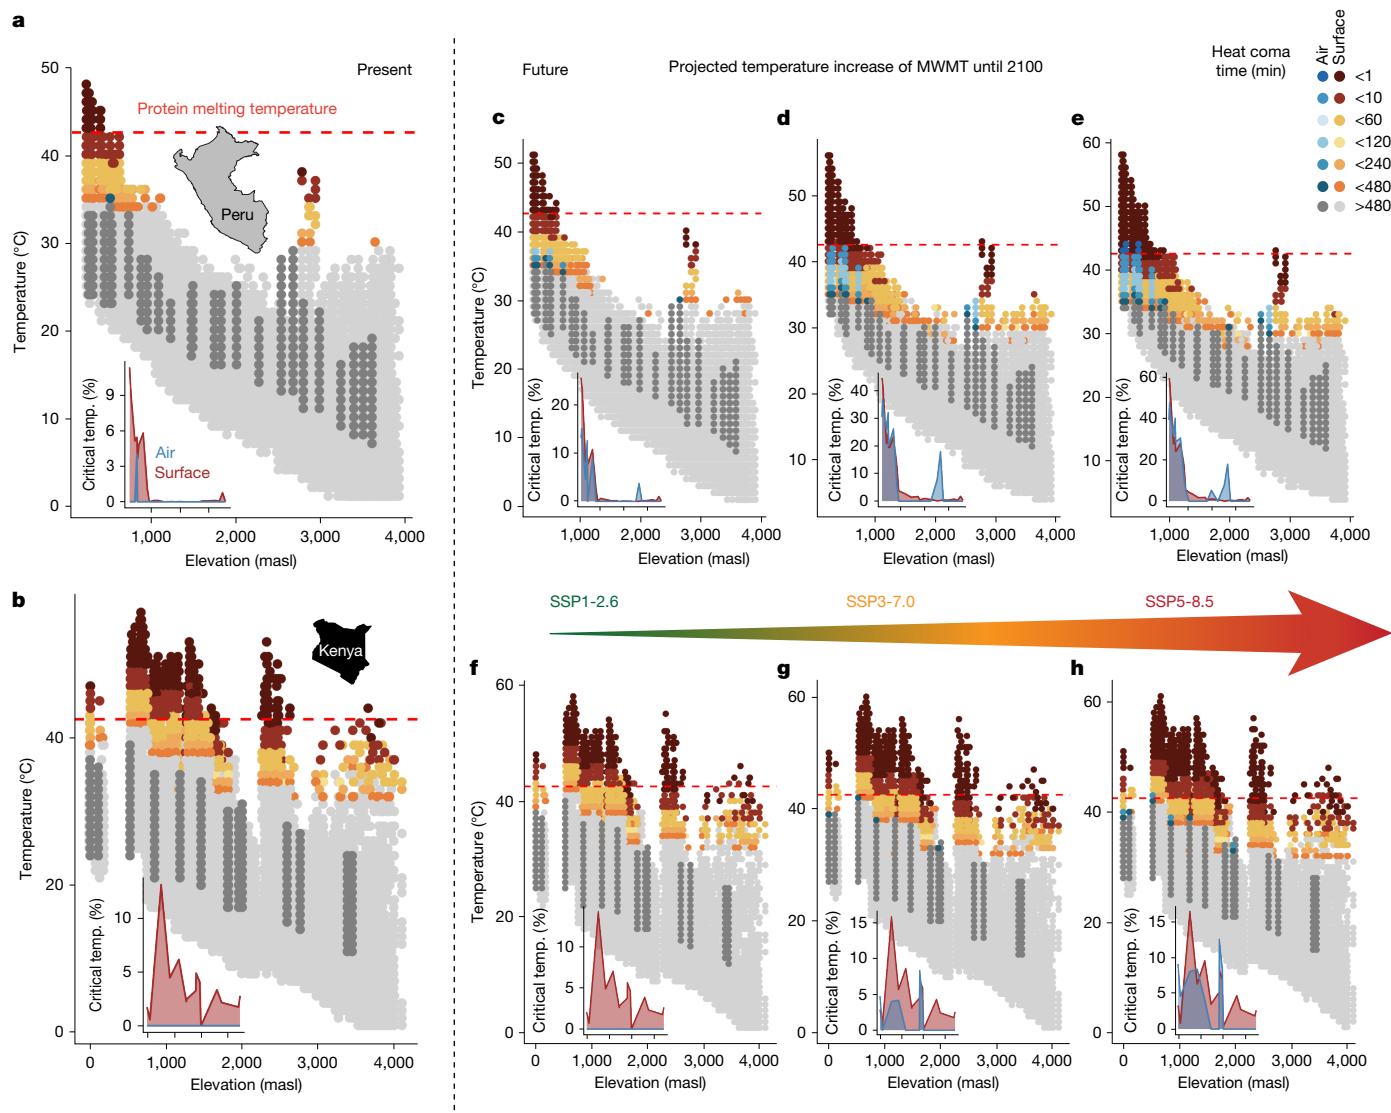 a
Present
50
40
30
20
10
0
Temperature (°C)
Protein melting temperature
Peru
Critical temp. (%)
9
6
3
0
Air
Surface
1,000
2,000
3,000
4,000
Elevation (masl)
b
Kenya
40
20
0
Temperature (°C)
Critical temp. (%)
10
5
0
0
1,000
2,000
3,000
4,000
Elevation (masl)
Future
Projected temperature increase of MWMT until 2100
Heat coma
time (min)
Air
Surface
<1
<10
<60
<120
<240
<480
>480
c
50
40
30
20
10
0
Temperature (°C)
Critical temp. (%)
20
10
0
1,000
2,000
3,000
4,000
Elevation (masl)
d
50
40
30
20
10
Critical temp. (%)
40
30
20
10
0
1,000
2,000
3,000
4,000
Elevation (masl)
e
60
50
40
30
20
10
Critical temp. (%)
60
40
20
0
1,000
2,000
3,000
4,000
Elevation (masl)
SSP1-2.6
SSP3-7.0
SSP5-8.5
f
60
50
40
20
0
Temperature (°C)
Critical temp. (%)
10
5
0
0
1,000
2,000
3,000
4,000
Elevation (masl)
g
60
40
20
0
Critical temp. (%)
15
10
5
0
0
1,000
2,000
3,000
4,000
Elevation (masl)
h
60
40
20
0
Critical temp. (%)
15
10
5
0
0
1,000
2,000
3,000
4,000
Elevation (masl)